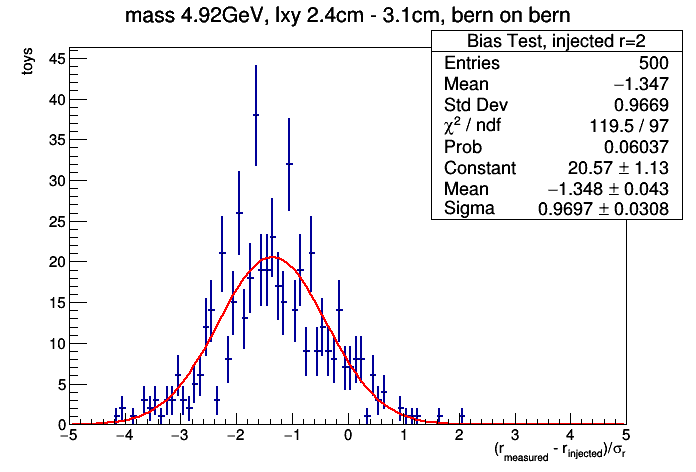 mass 4.92GeV, lxy 2.4cm - 3.1cm, bern on bern
Bias Test, injected r=2
Entries 500
Mean −1.347
Std Dev 0.9669
χ² / ndf 119.5 / 97
Prob 0.06037
Constant 20.57 ± 1.13
Mean −1.348 ± 0.043
Sigma 0.9697 ± 0.0308
toys
45
40
35
30
25
20
15
10
5
0
−5 −4 −3 −2 −1 0 1 2 3 4 5
(r_measured - r_injected)/σ_r